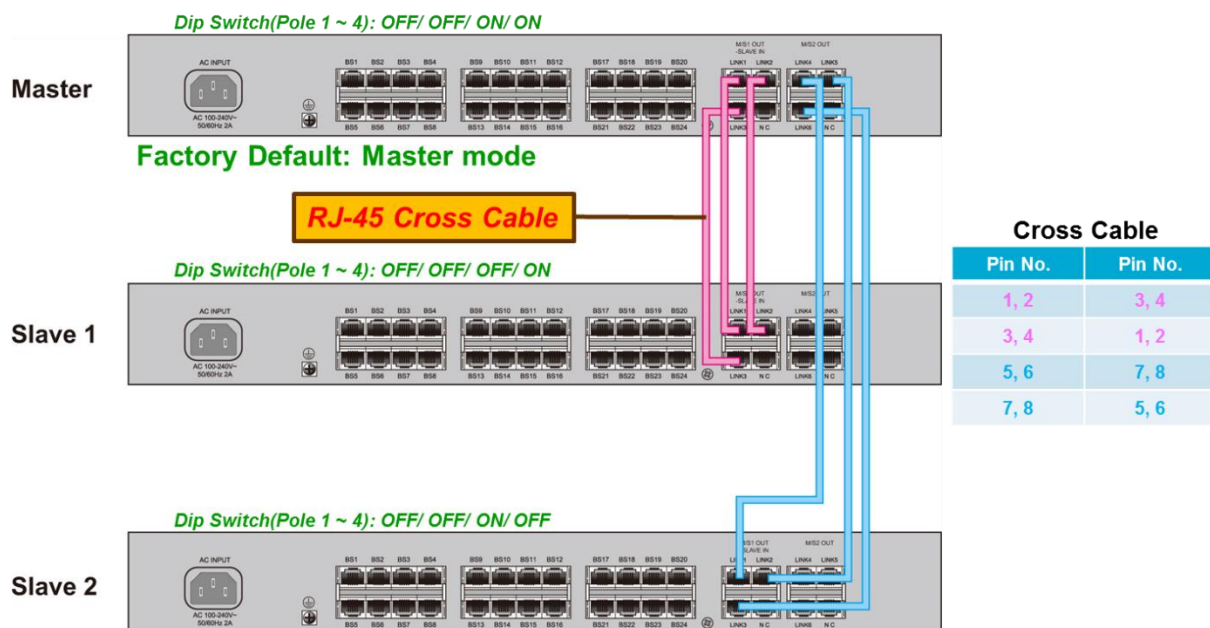 Dip Switch(Pole 1 ~ 4): OFF/ OFF/ ON/ ON
Master
AC INPUT
AC 100-240V~
50/60Hz 2A
BS1 BS2 BS3 BS4 BS9 BS10 BS11 BS12 BS17 BS18 BS19 BS20
M/S1 OUT
-SLAVE IN
M/S2 OUT
LINK1 LINK2 LINK4 LINK5
BS5 BS6 BS7 BS8 BS13 BS14 BS15 BS16 BS21 BS22 BS23 BS24 LINK3 N C LINK6 N C
Factory Default: Master mode
RJ-45 Cross Cable
Dip Switch(Pole 1 ~ 4): OFF/ OFF/ OFF/ ON
Slave 1
AC INPUT
AC 100-240V~
50/60Hz 2A
BS1 BS2 BS3 BS4 BS9 BS10 BS11 BS12 BS17 BS18 BS19 BS20
LINK2 LINK4 LINK5
BS5 BS6 BS7 BS8 BS13 BS14 BS15 BS16 BS21 BS22 BS23 BS24 LINK3 N C LINK6 N C
Cross Cable
Pin No. Pin No.
1, 2 3, 4
3, 4 1, 2
5, 6 7, 8
7, 8 5, 6
Dip Switch(Pole 1 ~ 4): OFF/ OFF/ ON/ OFF
Slave 2
AC INPUT
AC 100-240V~
50/60Hz 2A
BS1 BS2 BS3 BS4 BS9 BS10 BS11 BS12 BS17 BS18 BS19 BS20
M/S2 OUT
LINK2 LINK4 LINK5
BS5 BS6 BS7 BS8 BS13 BS14 BS15 BS16 BS21 BS22 BS23 BS24 LINK3 N C LINK6 N C